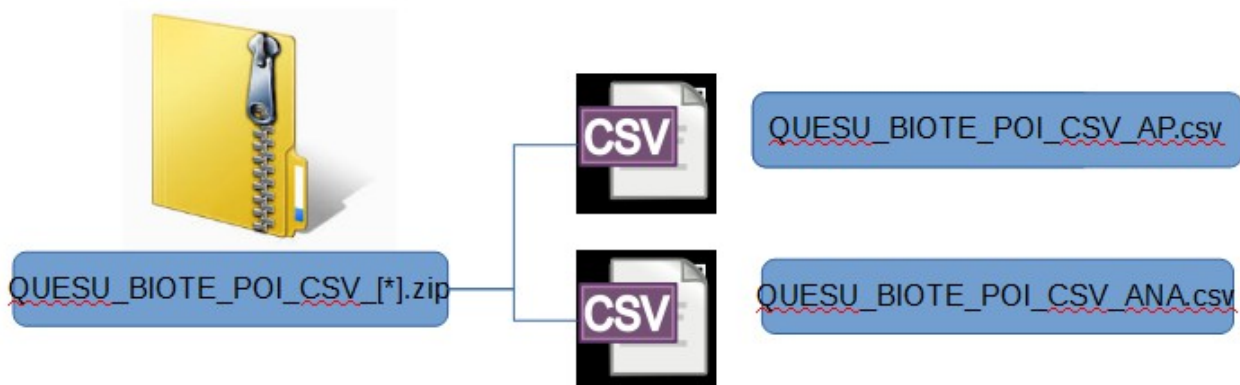 CSV
QUESU_BIOTE_POI_CSV_AP.csv
QUESU_BIOTE_POI_CSV_[*].zip
CSV
QUESU_BIOTE_POI_CSV_ANA.csv